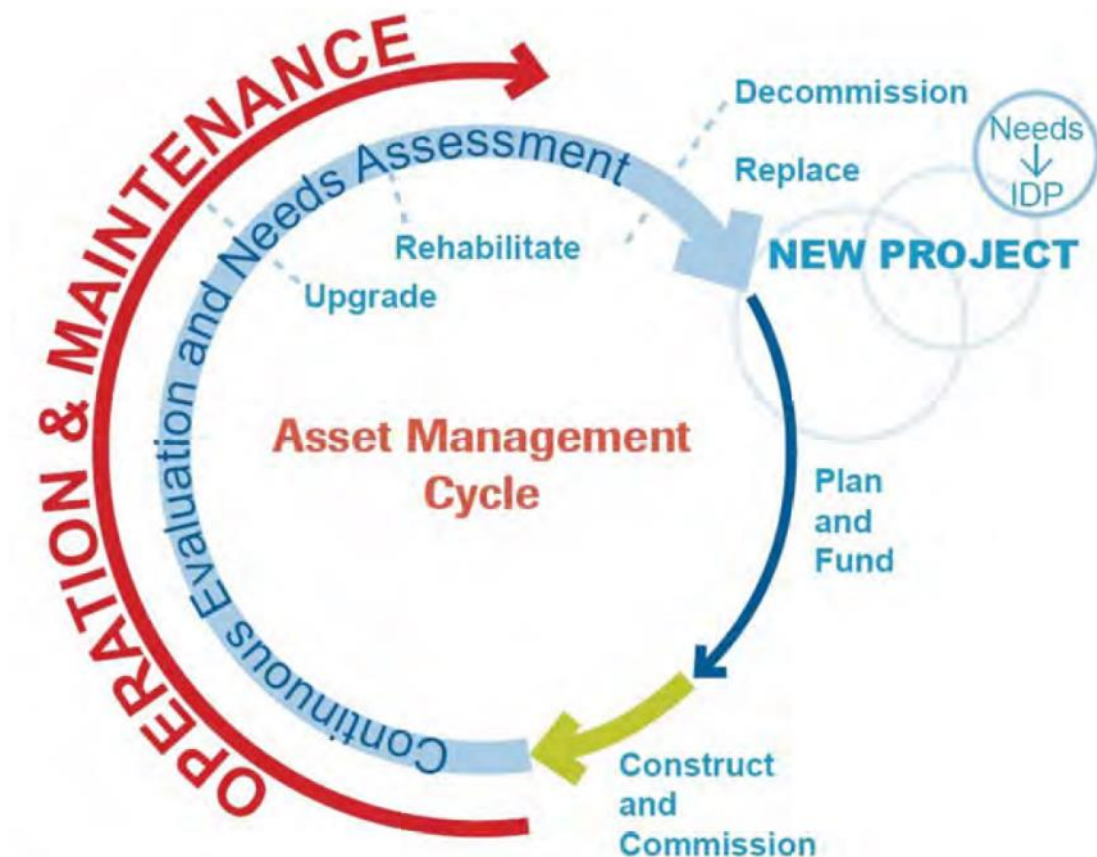 OPERATION & MAINTENANCE
Continuous Evaluation and Needs Assessment
Decommission
Replace
Needs
IDP
NEW PROJECT
Rehabilitate
Upgrade
Asset Management
Cycle
Plan
and
Fund
Construct
and
Commission